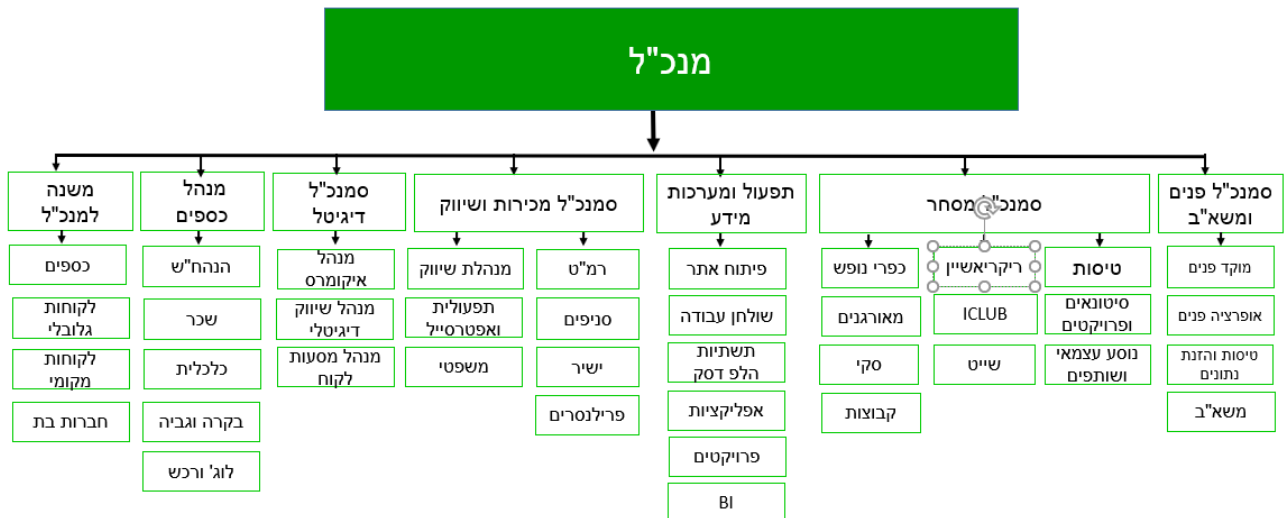 מנכ"ל
סמנכ"ל פנים
ומשא"ב
מוקד פנים
אופרציה פנים
טיסות והזנת
נתונים
משא"ב
סמנכ"ל מסחר
טיסות
סיטונאים
ופרויקטים
נוסע עצמאי
ושותפים
ריקריאשיין
ICLUB
שייט
כפרי נופש
מאורגנים
סקי
קבוצות
תפעול ומערכות
מידע
פיתוח אתר
שולחן עבודה
תשתיות
הלפ דסק
אפליקציות
פרויקטים
BI
סמנכ"ל מכירות ושיווק
רמ"ט
סניפים
ישיר
פרילנסרים
מנהלת שיווק
תפעולית
ואפטרסייל
משפטי
סמנכ"ל
דיגיטל
מנהל
איקומרס
מנהל שיווק
דיגיטלי
מנהל מסעות
לקוח
מנהל
כספים
הנהח"ש
שכר
כלכלית
בקרה וגביה
לוג' ורכש
משנה
למנכ"ל
כספים
לקוחות
גלובלי
לקוחות
מקומי
חברות בת